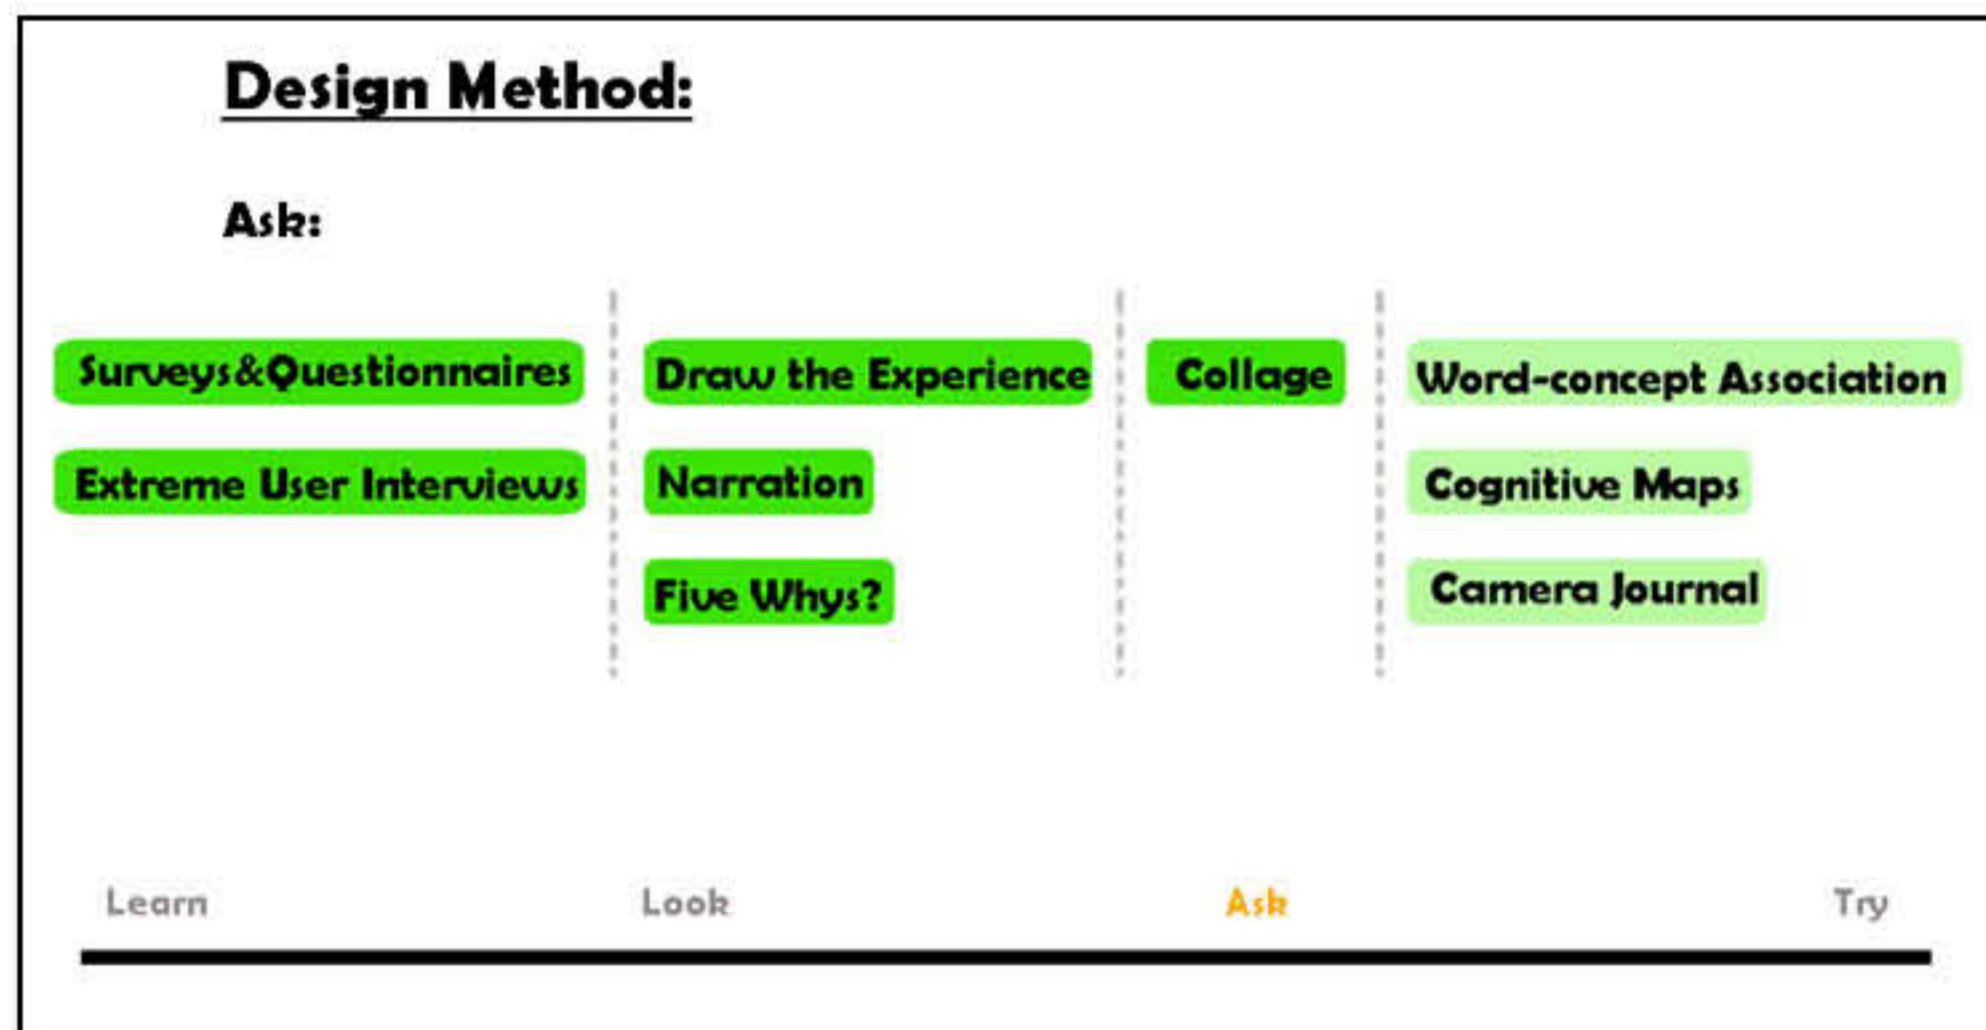 Design Method:
Ask:
Surveys&Questionnaires
Extreme User Interviews
Draw the Experience
Narration
Five Whys?
Collage
Word-concept Association
Cognitive Maps
Camera Journal
Learn
Look
Ask
Try